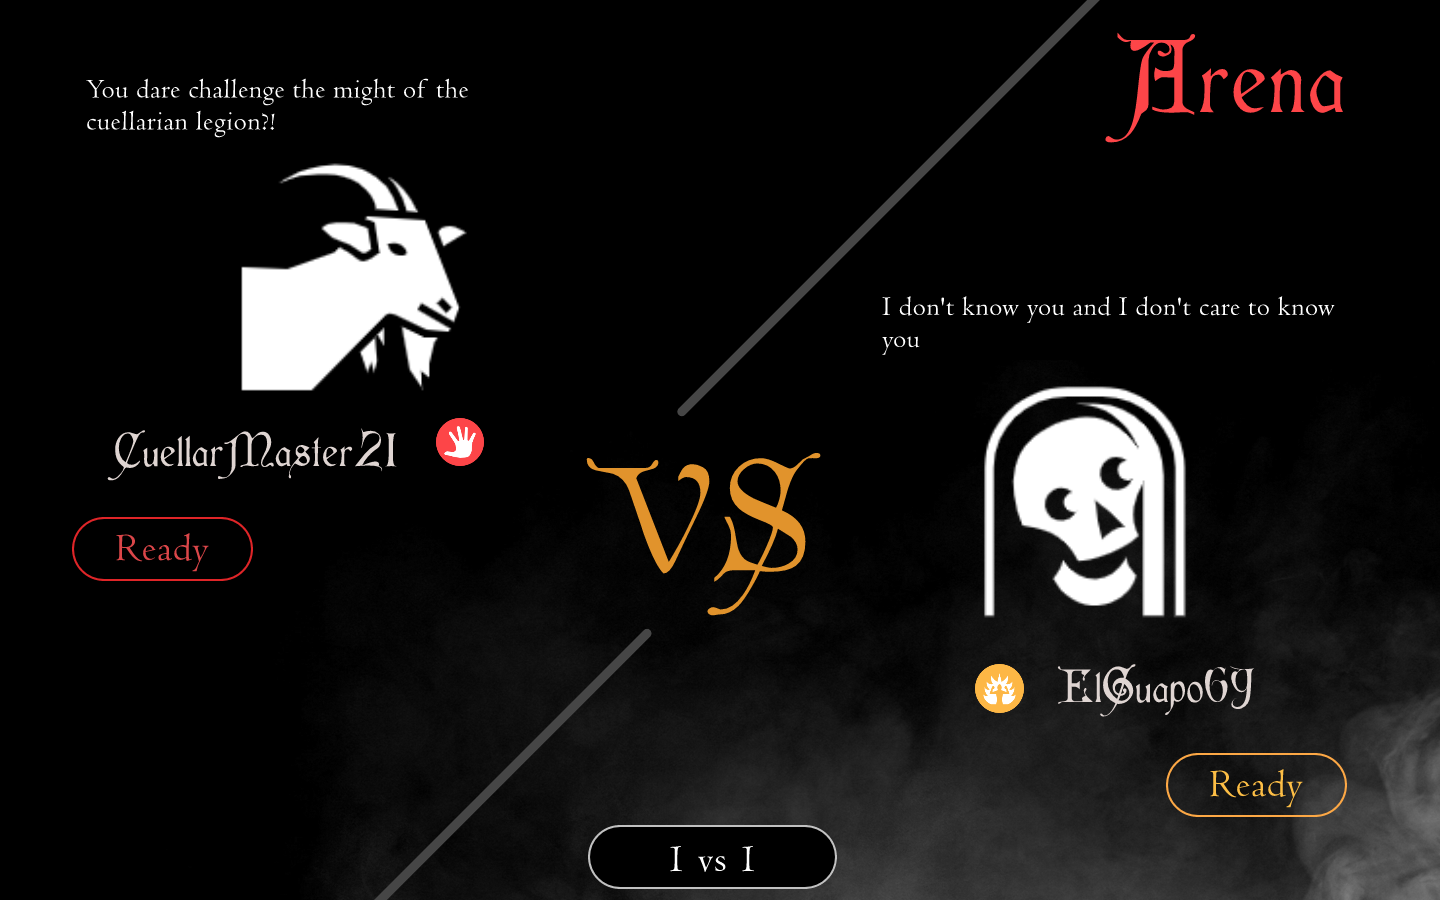 Arena
You dare challenge the might of the
cuellarian legion?!
CuellarMaster21
Ready
VS
I don't know you and I don't care to know
you
ElGuapo69
Ready
1 vs 1